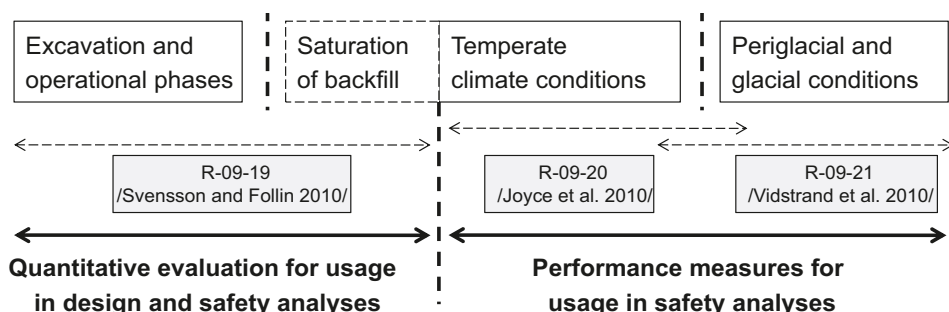 Excavation and
operational phases
Saturation
of backfill
Temperate
climate conditions
Periglacial and
glacial conditions
R-09-19
/Svensson and Follin 2010/
R-09-20
/Joyce et al. 2010/
R-09-21
/Vidstrand et al. 2010/
Quantitative evaluation for usage
in design and safety analyses
Performance measures for
usage in safety analyses